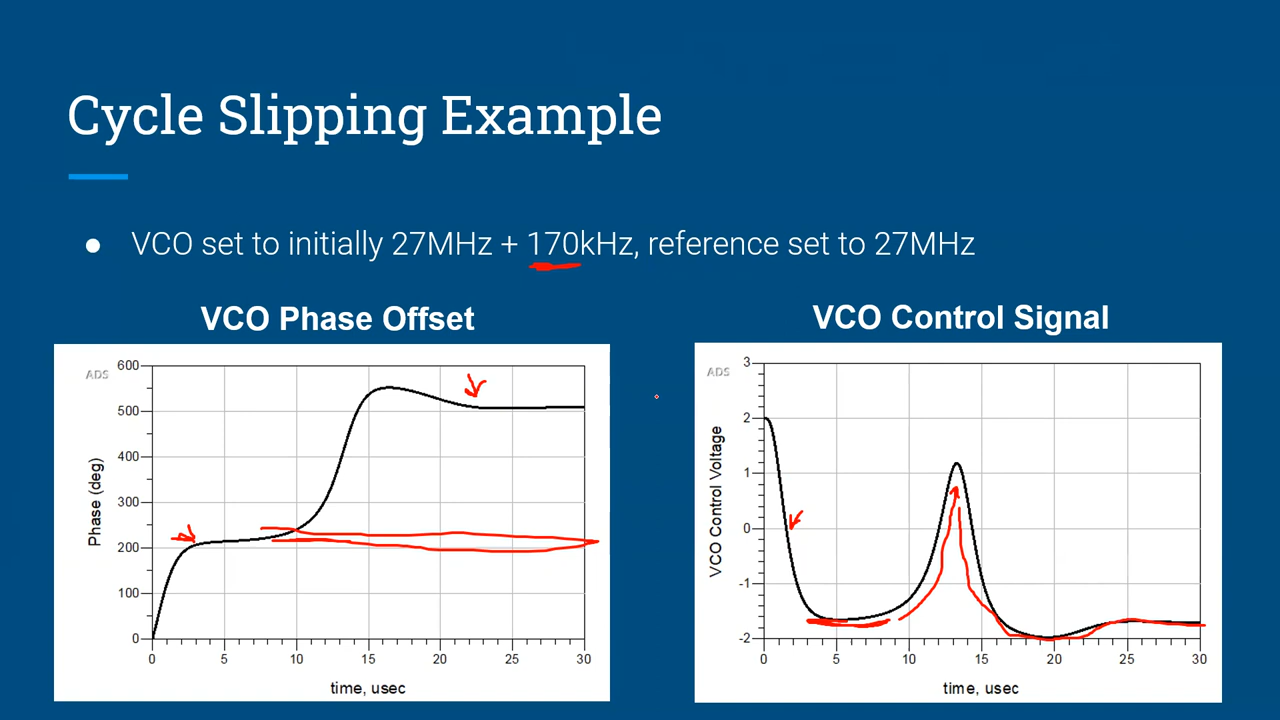 Cycle Slipping Example
● VCO set to initially 27MHz + 170kHz, reference set to 27MHz
VCO Phase Offset
VCO Control Signal
ADS
600
500
400
300
200
100
0
Phase (deg)
0 5 10 15 20 25 30
time, usec
ADS
3
2
1
0
-1
-2
VCO Control Voltage
0 5 10 15 20 25 30
time, usec